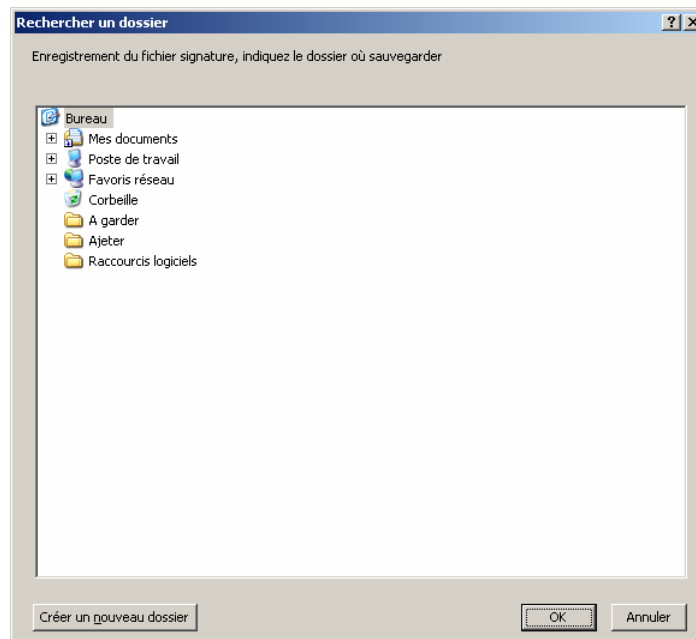 Rechercher un dossier
Enregistrement du fichier signature, indiquez le dossier où sauvegarder
Bureau
Mes documents
Poste de travail
Favoris réseau
Corbeille
A garder
Ajeter
Raccourcis logiciels
Créer un nouveau dossier OK Annuler